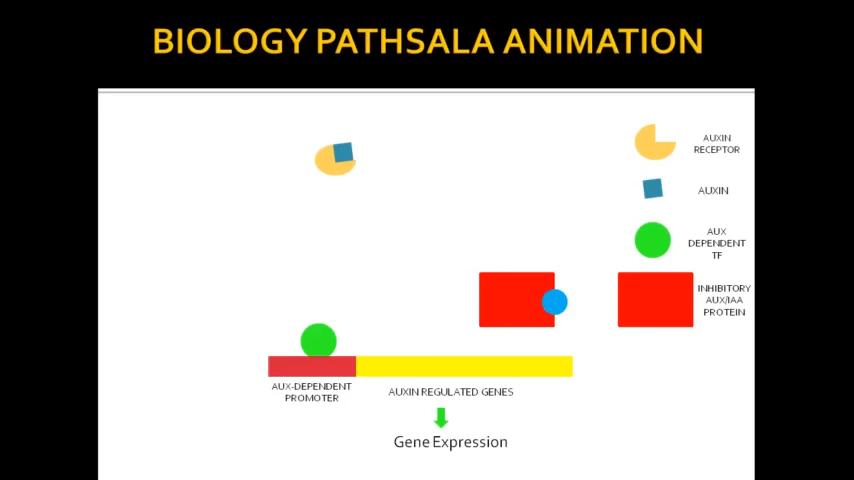 BIOLOGY PATHSALA ANIMATION
AUXIN
RECEPTOR
AUXIN
AUX
DEPENDENT
TF
INHIBITORY
AUX/IAA
PROTEIN
AUX-DEPENDENT
PROMOTER
AUXIN REGULATED GENES
Gene Expression